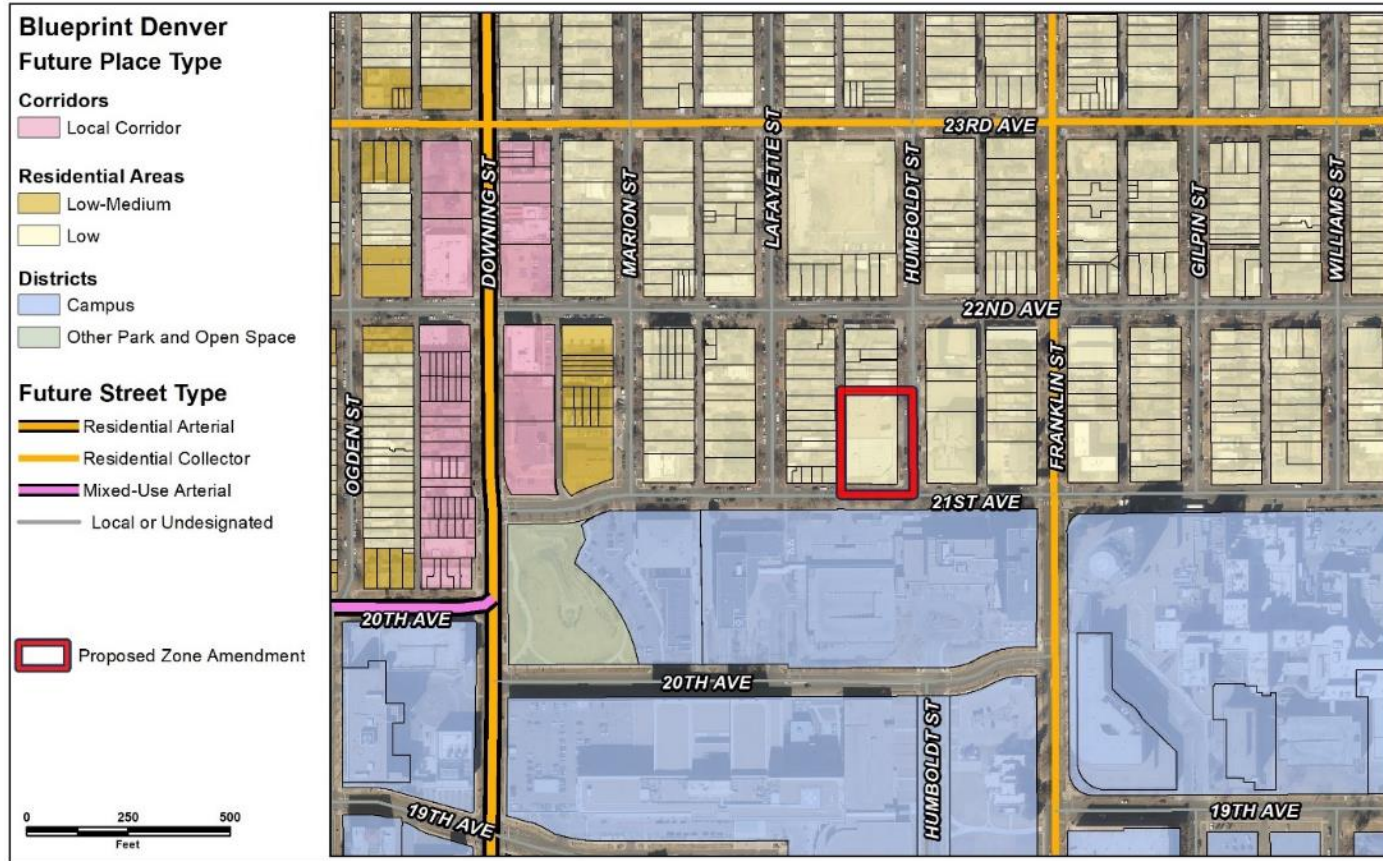 Blueprint Denver
Future Place Type
Corridors
Local Corridor
Residential Areas
Low-Medium
Low
Districts
Campus
Other Park and Open Space
Future Street Type
Residential Arterial
Residential Collector
Mixed-Use Arterial
Local or Undesignated
Proposed Zone Amendment
0 250 500
Feet
23RD AVE
DOWNING ST
MARION ST
LAFAYETTE ST
HUMBOLDT ST
GILPIN ST
WILLIAMS ST
22ND AVE
OGDEN ST
FRANKLIN ST
21ST AVE
20TH AVE
20TH AVE
HUMBOLDT ST
19TH AVE
19TH AVE